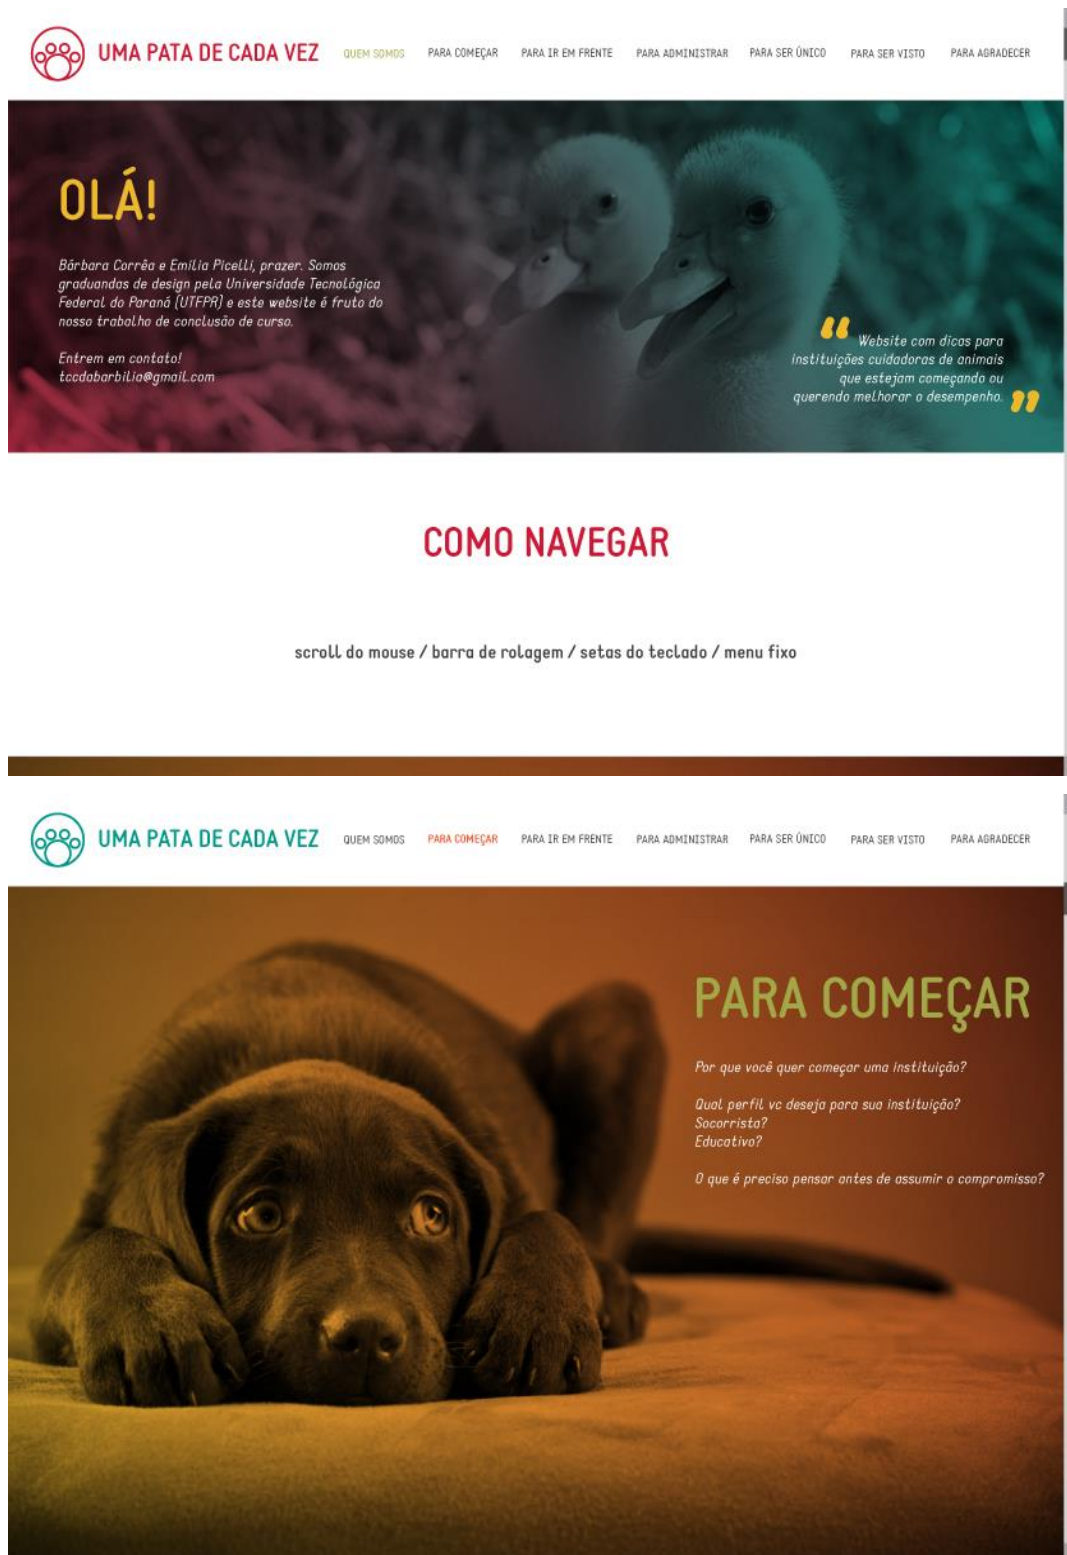 UMA PATA DE CADA VEZ
QUEM SOMOS
PARA COMEÇAR
PARA IR EM FRENTE
PARA ADMINISTRAR
PARA SER ÚNICO
PARA SER VISTO
PARA AGRADECER
OLÁ!
Bárbara Corrêa e Emília Picelli, prazer. Somos
graduandas de design pela Universidade Tecnológica
Federal do Paraná (UTFPR) e este website é fruto do
nosso trabalho de conclusão de curso.
Entrem em contato!
tccdabarbilia@gmail.com
“ Website com dicas para
instituições cuidadoras de animais
que estejam começando ou
querendo melhorar o desempenho. ”
COMO NAVEGAR
scroll do mouse / barra de rolagem / setas do teclado / menu fixo
UMA PATA DE CADA VEZ
QUEM SOMOS
PARA COMEÇAR
PARA IR EM FRENTE
PARA ADMINISTRAR
PARA SER ÚNICO
PARA SER VISTO
PARA AGRADECER
PARA COMEÇAR
Por que você quer começar uma instituição?
Qual perfil vc deseja para sua instituição?
Socorrista?
Educativo?
O que é preciso pensar antes de assumir o compromisso?